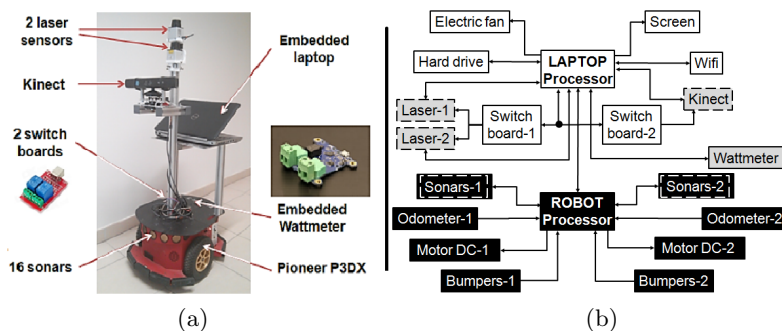 2 laser
sensors
Kinect
2 switch
boards
16 sonars
Embedded
laptop
Embedded
Wattmeter
Pioneer P3DX
(a)
Electric fan
Screen
Hard drive
LAPTOP
Processor
Wifi
Laser-1
Kinect
Switch
board-1
Switch
board-2
Laser-2
Wattmeter
Sonars-1
Sonars-2
ROBOT
Processor
Odometer-1
Odometer-2
Motor DC-1
Motor DC-2
Bumpers-1
Bumpers-2
(b)